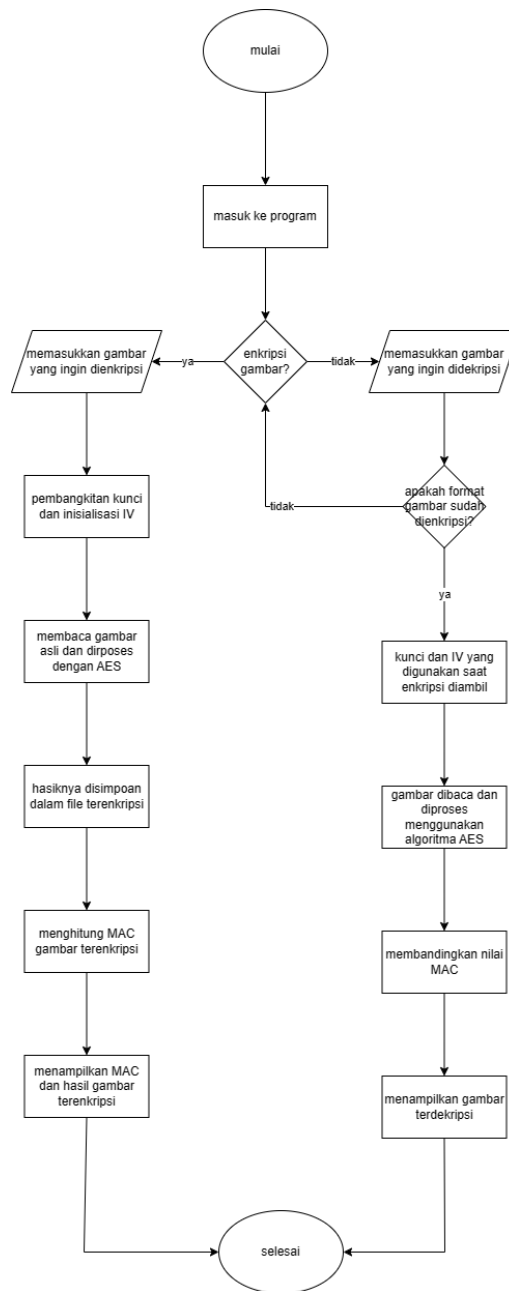 mulai
masuk ke program
enkripsi
gambar?
ya
tidak
memasukkan gambar
yang ingin dienkripsi
memasukkan gambar
yang ingin didekripsi
pembangkitan kunci
dan inisialisasi IV
apakah format
gambar sudah
dienkripsi?
tidak
ya
membaca gambar
asli dan dirposes
dengan AES
kunci dan IV yang
digunakan saat
enkripsi diambil
hasiknya disimpoan
dalam file terenkripsi
gambar dibaca dan
diproses
menggunakan
algoritma AES
menghitung MAC
gambar terenkripsi
membandingkan nilai
MAC
menampilkan MAC
dan hasil gambar
terenkripsi
menampilkan gambar
terdekripsi
selesai